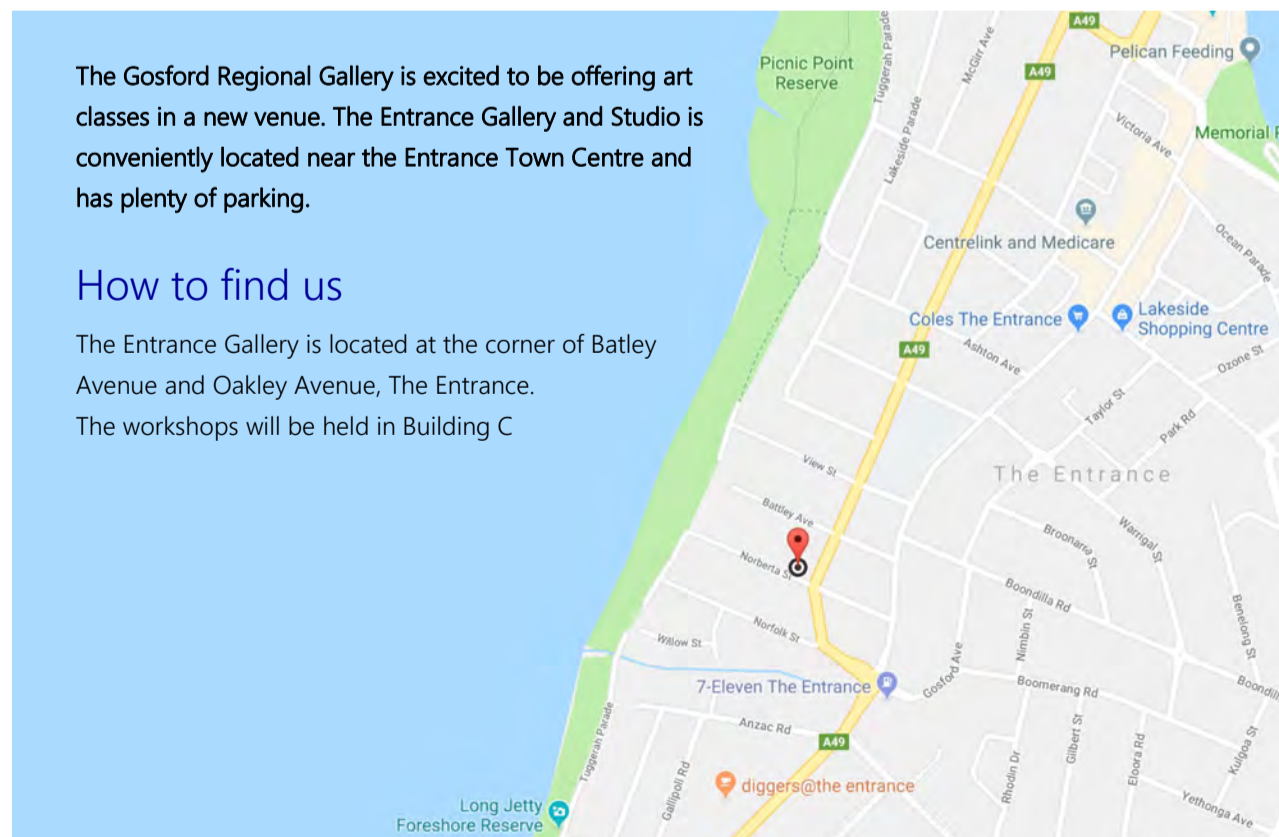 The Gosford Regional Gallery is excited to be offering art
classes in a new venue. The Entrance Gallery and Studio is
conveniently located near the Entrance Town Centre and
has plenty of parking.
How to find us
The Entrance Gallery is located at the corner of Batley
Avenue and Oakley Avenue, The Entrance.
The workshops will be held in Building C
A49
Pelican Feeding
Picnic Point
Reserve
Tuggerah Parade
McGirr Ave
A49
Lakeside Parade
Victoria Ave
Memorial
Centrelink and Medicare
Ocean Parade
Coles The Entrance
Lakeside
Shopping Centre
A49
Ashton Ave
Ozone St
Taylor St
Park Rd
View St
The Entrance
Battley Ave
Warrigal St
Broonarra St
Norberta St
Boondilla Rd
Benelong St
Nimbin St
Norfolk St
Willow St
7-Eleven The Entrance
Gosford Ave
Boomerang Rd
Tuggerah Parade
Anzac Rd
A49
Gilbert St
Eloora Rd
Kulgoa St
Gallipoli Rd
diggers@the entrance
Rhodin Dr
Yethonga Ave
Long Jetty
Foreshore Reserve